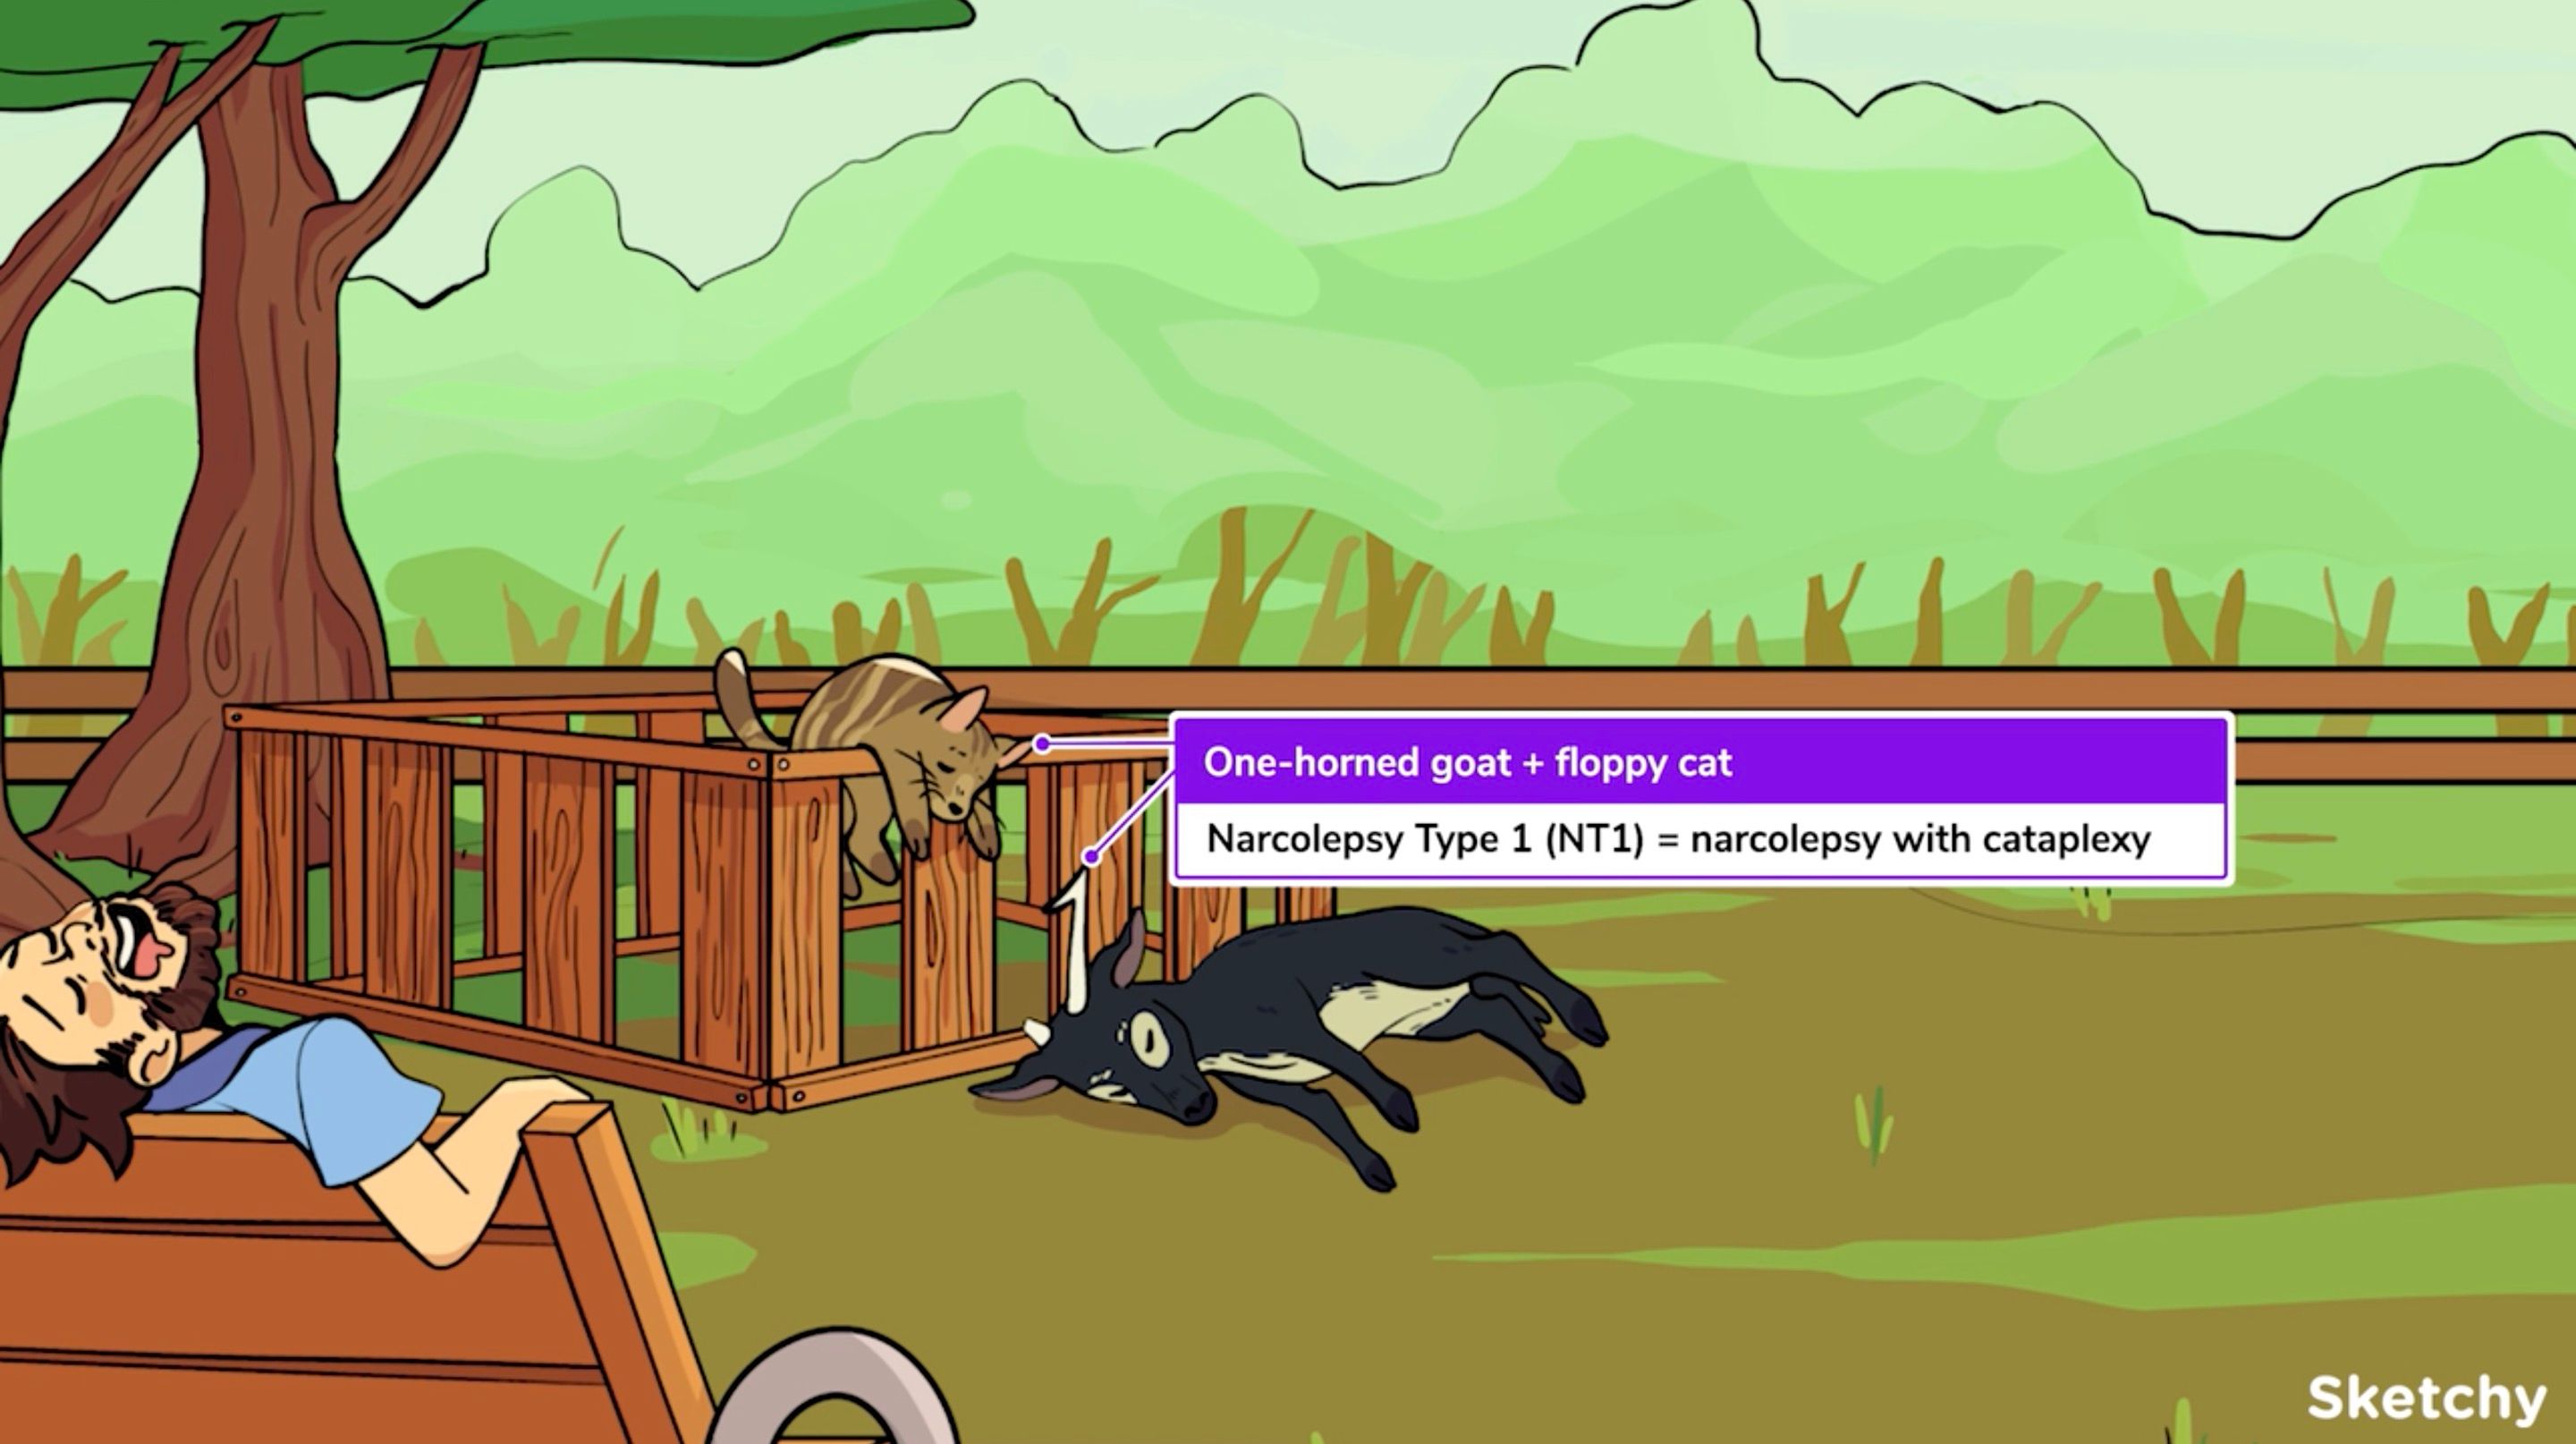 One-horned goat + floppy cat
Narcolepsy Type 1 (NT1) = narcolepsy with cataplexy
Sketchy